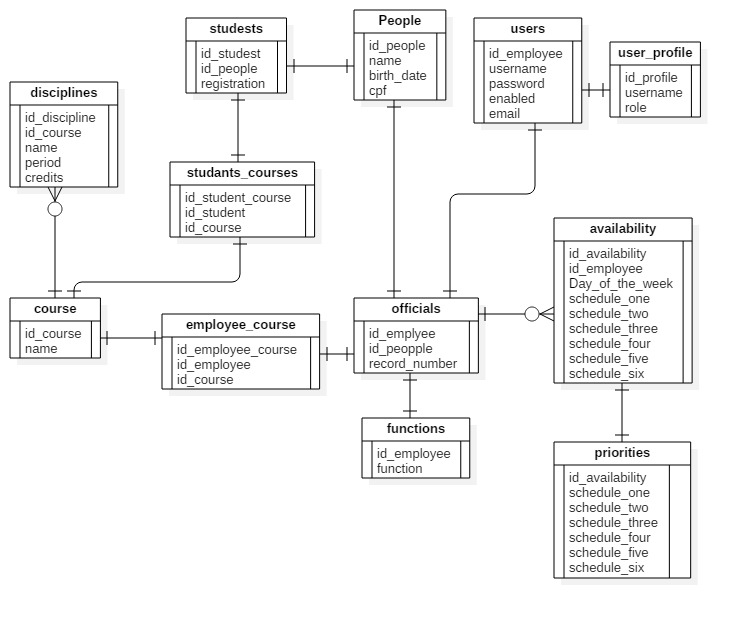 studests
id_studest
id_people
registration
People
id_people
name
birth_date
cpf
users
id_employee
username
password
enabled
email
user_profile
id_profile
username
role
disciplines
id_discipline
id_course
name
period
credits
studants_courses
id_student_course
id_student
id_course
availability
id_availability
id_employee
Day_of_the_week
schedule_one
schedule_two
schedule_three
schedule_four
schedule_five
schedule_six
course
id_course
name
employee_course
id_employee_course
id_employee
id_course
officials
id_emplyee
id_peopple
record_number
functions
id_employee
function
priorities
id_availability
schedule_one
schedule_two
schedule_three
schedule_four
schedule_five
schedule_six